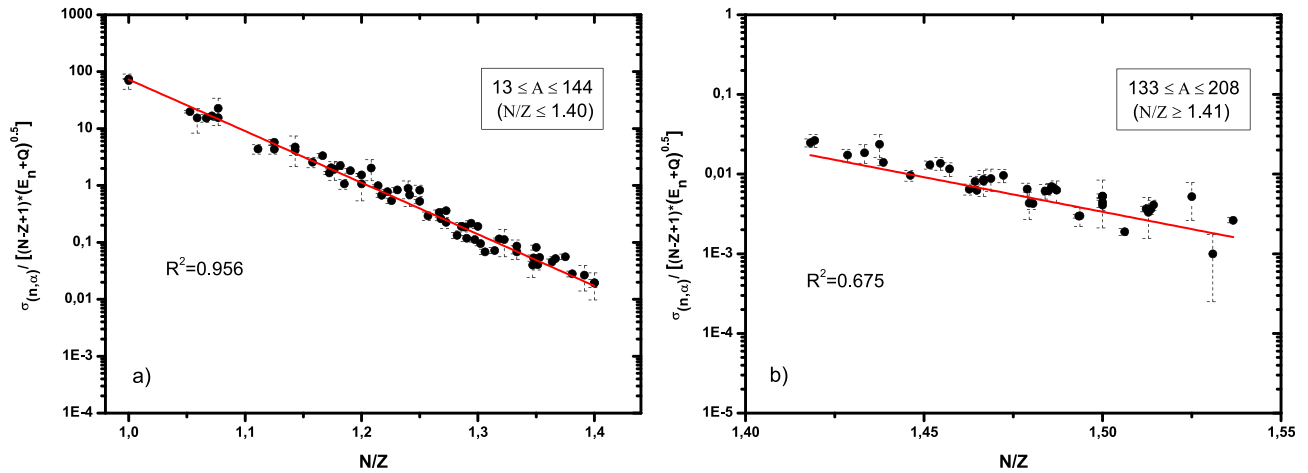 1000
100
10
1
0,1
0,01
1E-3
1E-4
σ(n,α)/ [(N-Z+1)*(En+Q)^0.5]
13 ≤ A ≤ 144
(N/Z ≤ 1.40)
R²=0.956
a)
1,0
1,1
1,2
1,3
1,4
N/Z
1
0,1
0,01
1E-3
1E-4
1E-5
σ(n,α)/ [(N-Z+1)*(En+Q)^0.5]
133 ≤ A ≤ 208
(N/Z ≥ 1.41)
R²=0.675
b)
1,40
1,45
1,50
1,55
N/Z